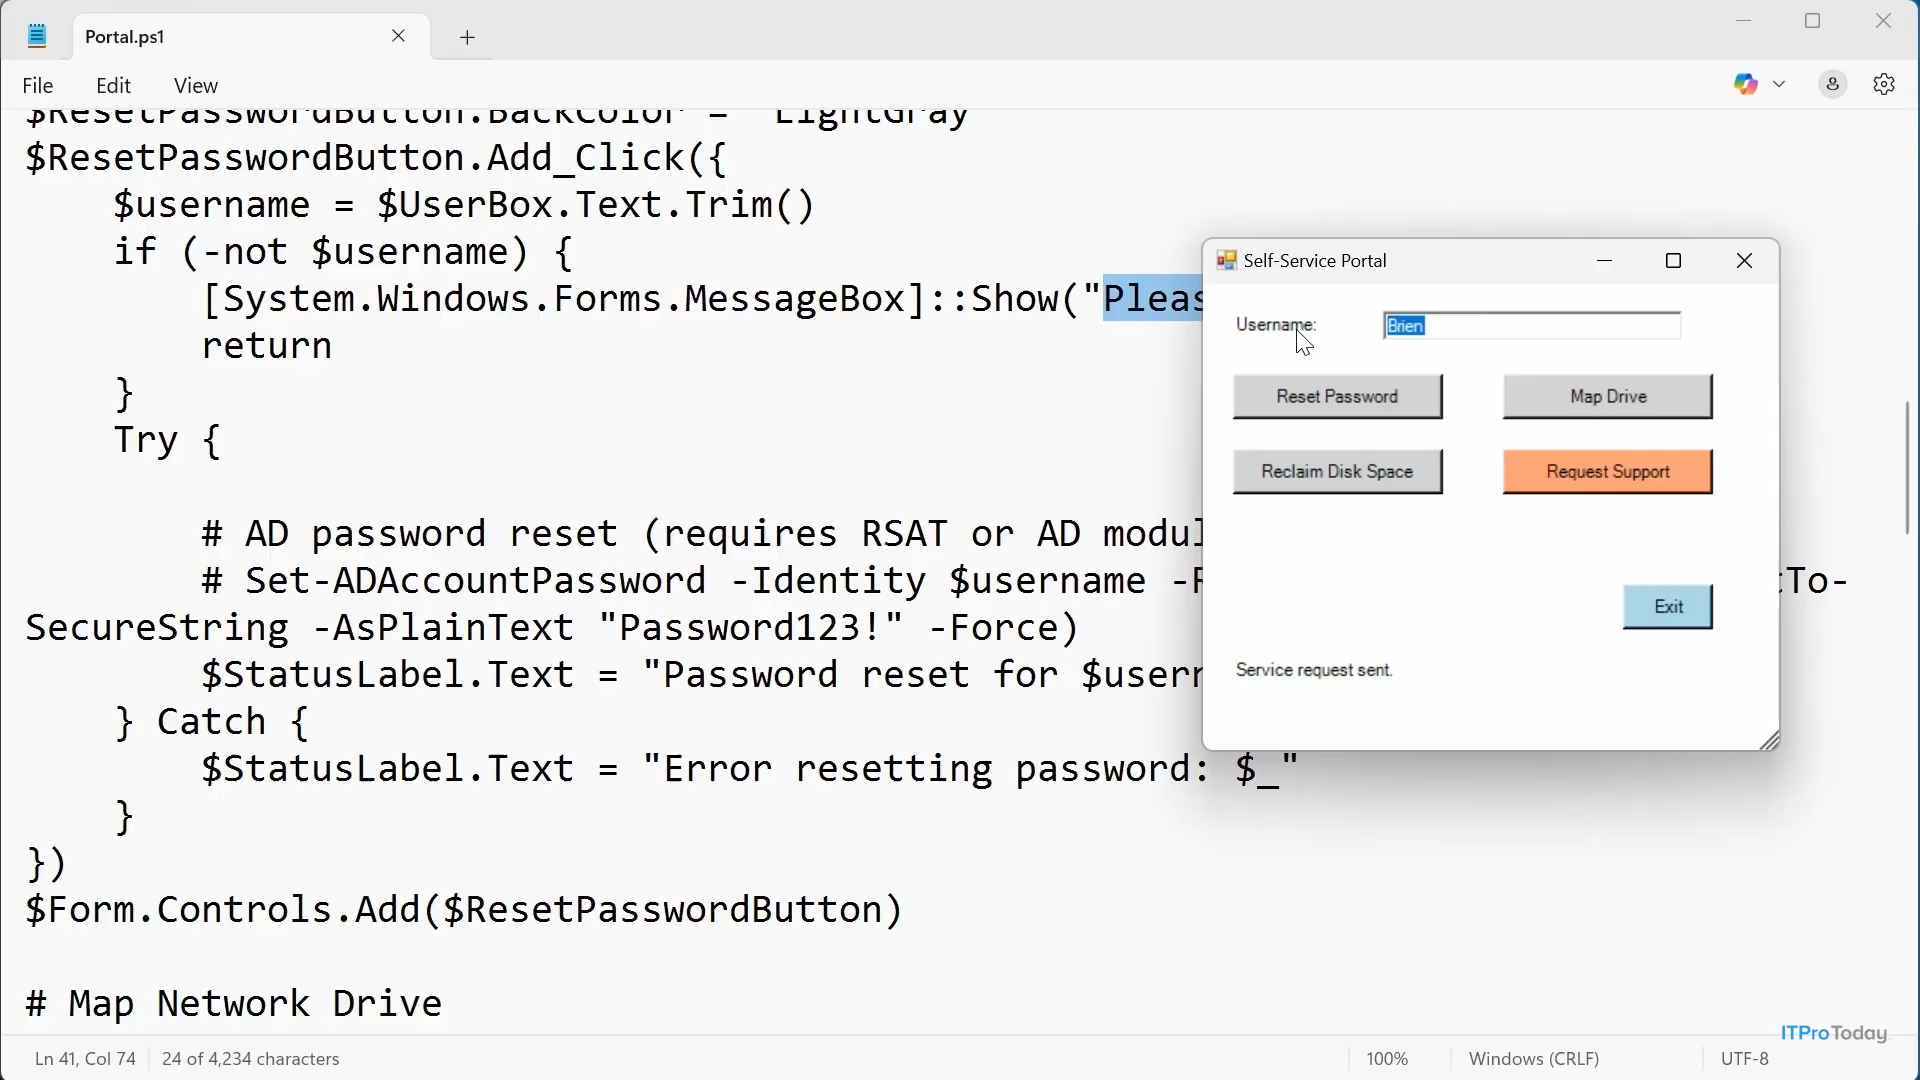 Portal.ps1
File Edit View
$ResetPasswordButton.BackColor = "LightGray"
$ResetPasswordButton.Add_Click({
$username = $UserBox.Text.Trim()
if (-not $username) {
[System.Windows.Forms.MessageBox]::Show("Pleas
return
}
Try {
# AD password reset (requires RSAT or AD modul
# Set-ADAccountPassword -Identity $username -R
tTo-
SecureString -AsPlainText "Password123!" -Force)
$StatusLabel.Text = "Password reset for $usern
} Catch {
$StatusLabel.Text = "Error resetting password: $_"
}
})
$Form.Controls.Add($ResetPasswordButton)
# Map Network Drive
Self-Service Portal
Username: Brien
Reset Password Map Drive
Reclaim Disk Space Request Support
Exit
Service request sent.
ITProToday
Ln 41, Col 74 24 of 4,234 characters 100% Windows (CRLF) UTF-8